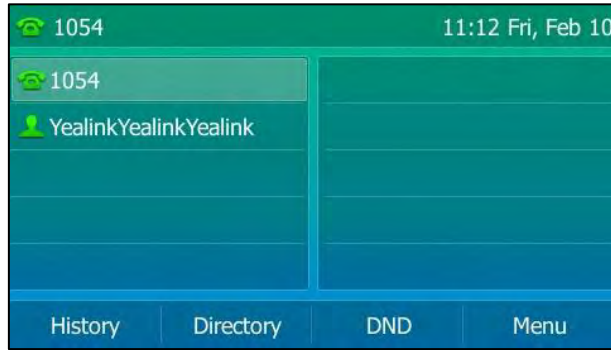 1054 11:12 Fri, Feb 10
1054
YealinkYealinkYealink
History Directory DND Menu